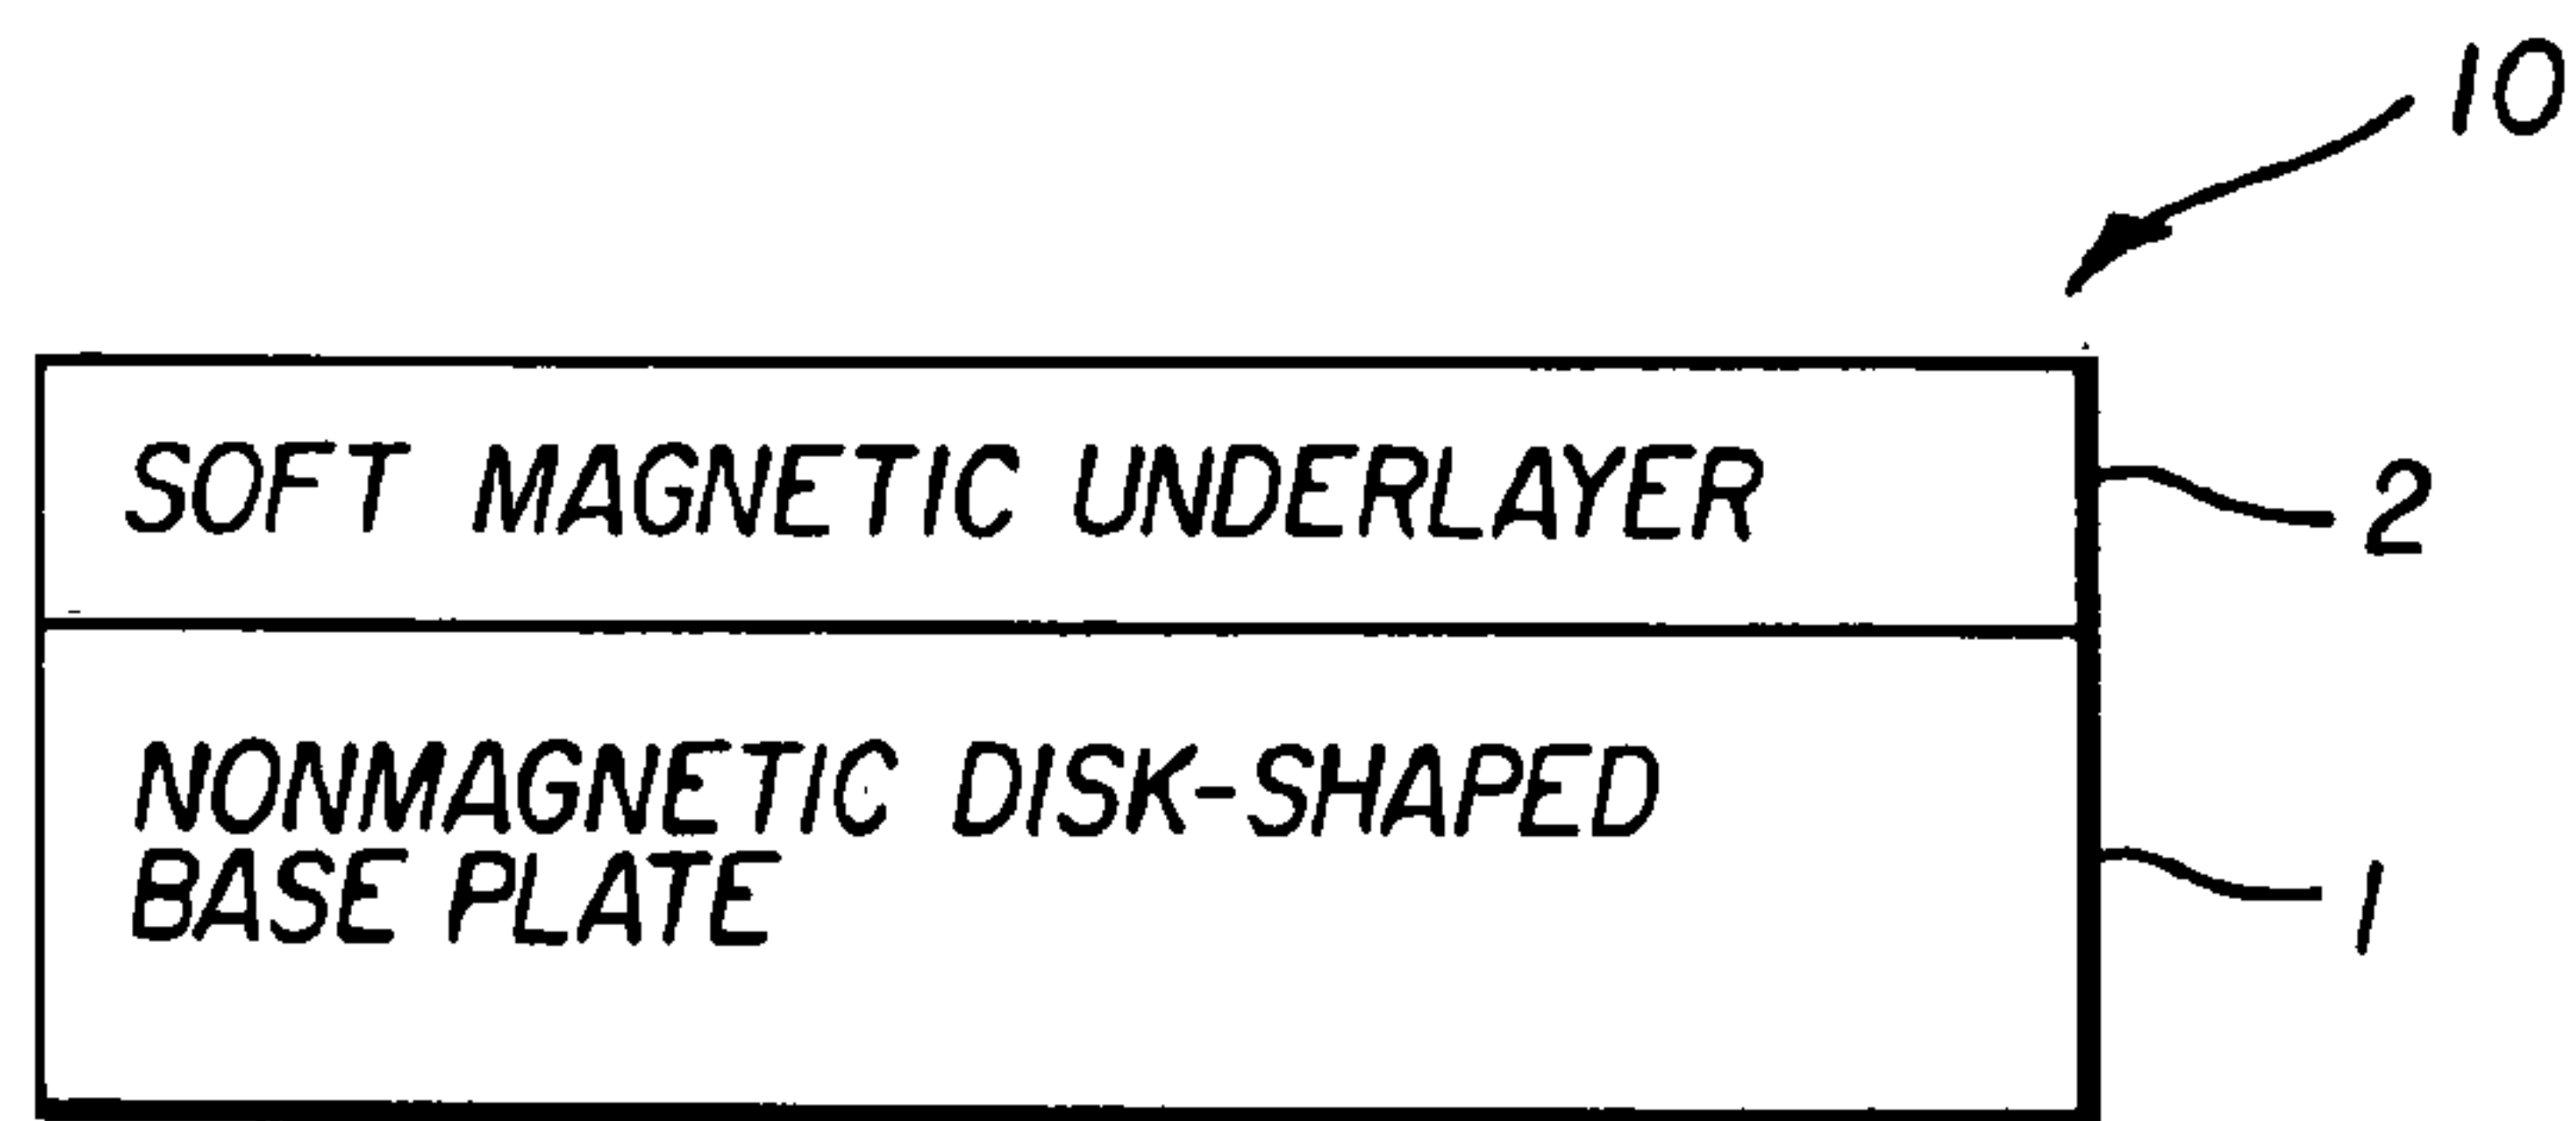 10
SOFT MAGNETIC UNDERLAYER
2
NONMAGNETIC DISK-SHAPED
BASE PLATE
1